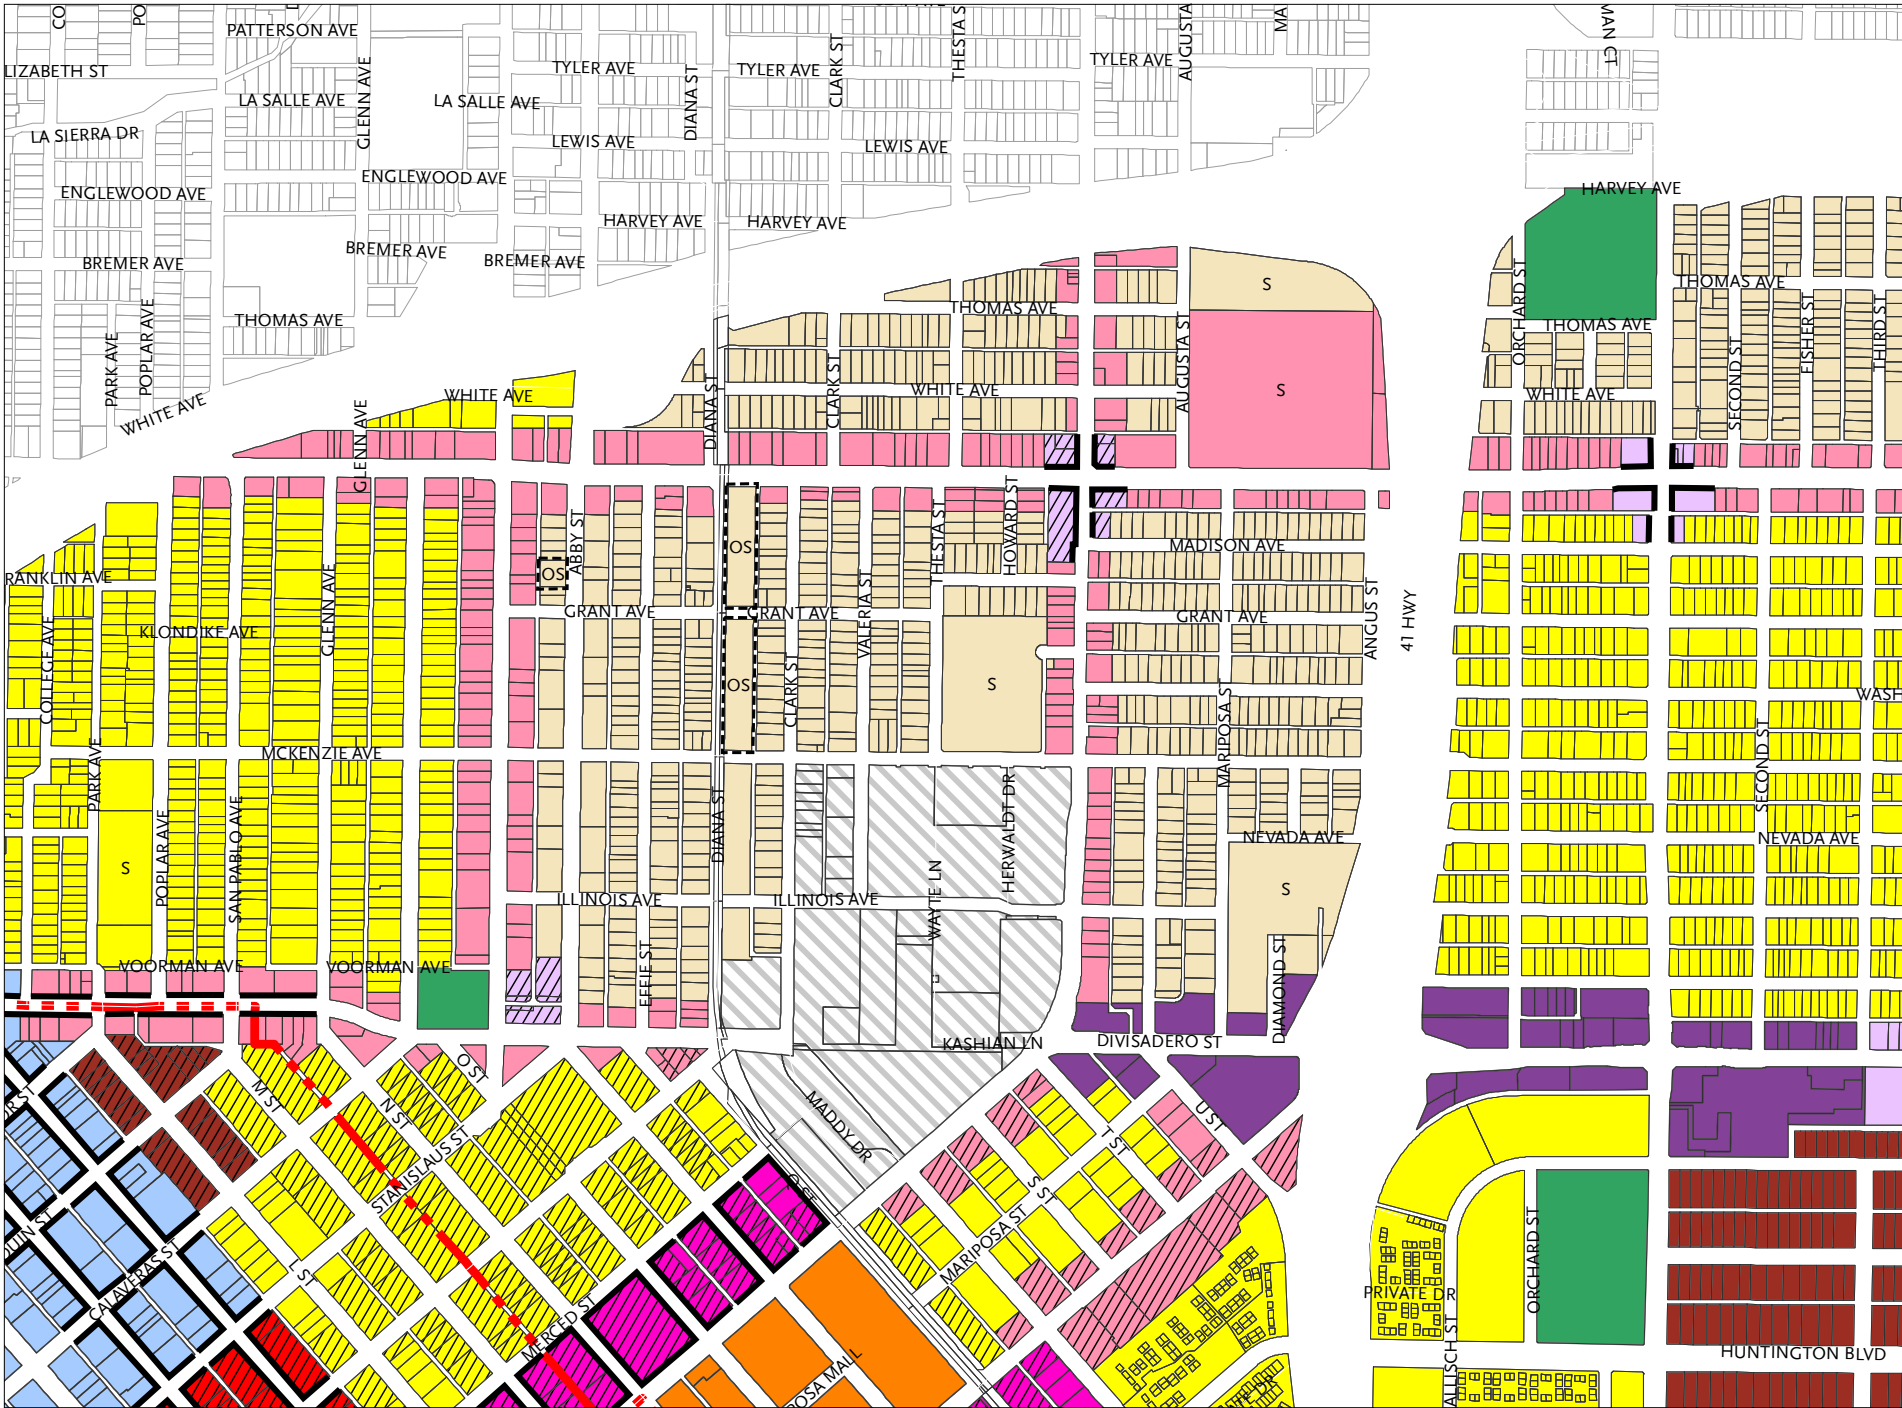 PATTERSON AVE
LIZABETH ST
TYLER AVE
TYLER AVE
TYLER AVE
CLARK ST
THESTA S
AUGUSTA
MA
MAN CT
CO
PO
LA SALLE AVE
LA SALLE AVE
GLENN AVE
DIANA ST
LA SIERRA DR
LEWIS AVE
LEWIS AVE
ENGLEWOOD AVE
ENGLEWOOD AVE
HARVEY AVE
HARVEY AVE
HARVEY AVE
BREMER AVE
BREMER AVE
BREMER AVE
THOMAS AVE
THOMAS AVE
THOMAS AVE
THOMAS AVE
S
PARK AVE
POPLAR AVE
ORCHARD ST
AUGUSTA ST
SECOND ST
FISHER ST
THIRD ST
WHITE AVE
WHITE AVE
WHITE AVE
WHITE AVE
S
GLENN AVE
DIANA ST
CLARK ST
ABBY ST
OS
OS
THESTA ST
HOWARD ST
MADISON AVE
RANKLIN AVE
GLENN AVE
GRANT AVE
GRANT AVE
GRANT AVE
VALERIA ST
ANGUS ST
41 HWY
KLONDIKE AVE
COLLEGE AVE
OS
CLARK ST
S
MARIPOSA ST
WASH
SECOND ST
MCKENZIE AVE
PARK AVE
POPLAR AVE
SAN PABLO AVE
DIANA ST
HERWALDT DR
NEVADA AVE
NEVADA AVE
S
S
ILLINOIS AVE
ILLINOIS AVE
WAYTE LN
EFFIE ST
DIAMOND ST
VOORMAN AVE
VOORMAN AVE
KASHIAN LN
DIVISADERO ST
O ST
M ST
N ST
STANISLAUS ST
MADDY DR
U ST
T ST
S ST
Q ST
MARIPOSA ST
CALAVERAS ST
L ST
MERCED ST
OSA MALL
PRIVATE DR
ORCHARD ST
ALLISCH ST
HUNTINGTON BLVD